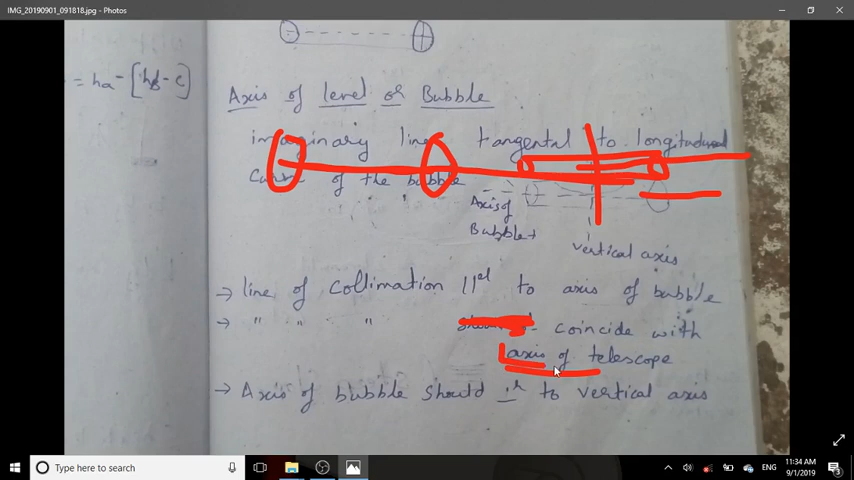 IMG_20190901_091818.jpg - Photos
= ha - [hb - c]
Axis of level or Bubble
imaginary line tangental to longitudinal
of the bubble
Axis of
Bubble
vertical axis
→ line of collimation ||el to axis of bubble
→ " " " should coincide with
axis of telescope
→ Axis of bubble should ⊥r to vertical axis
Type here to search
ENG
11:34 AM
9/1/2019
3